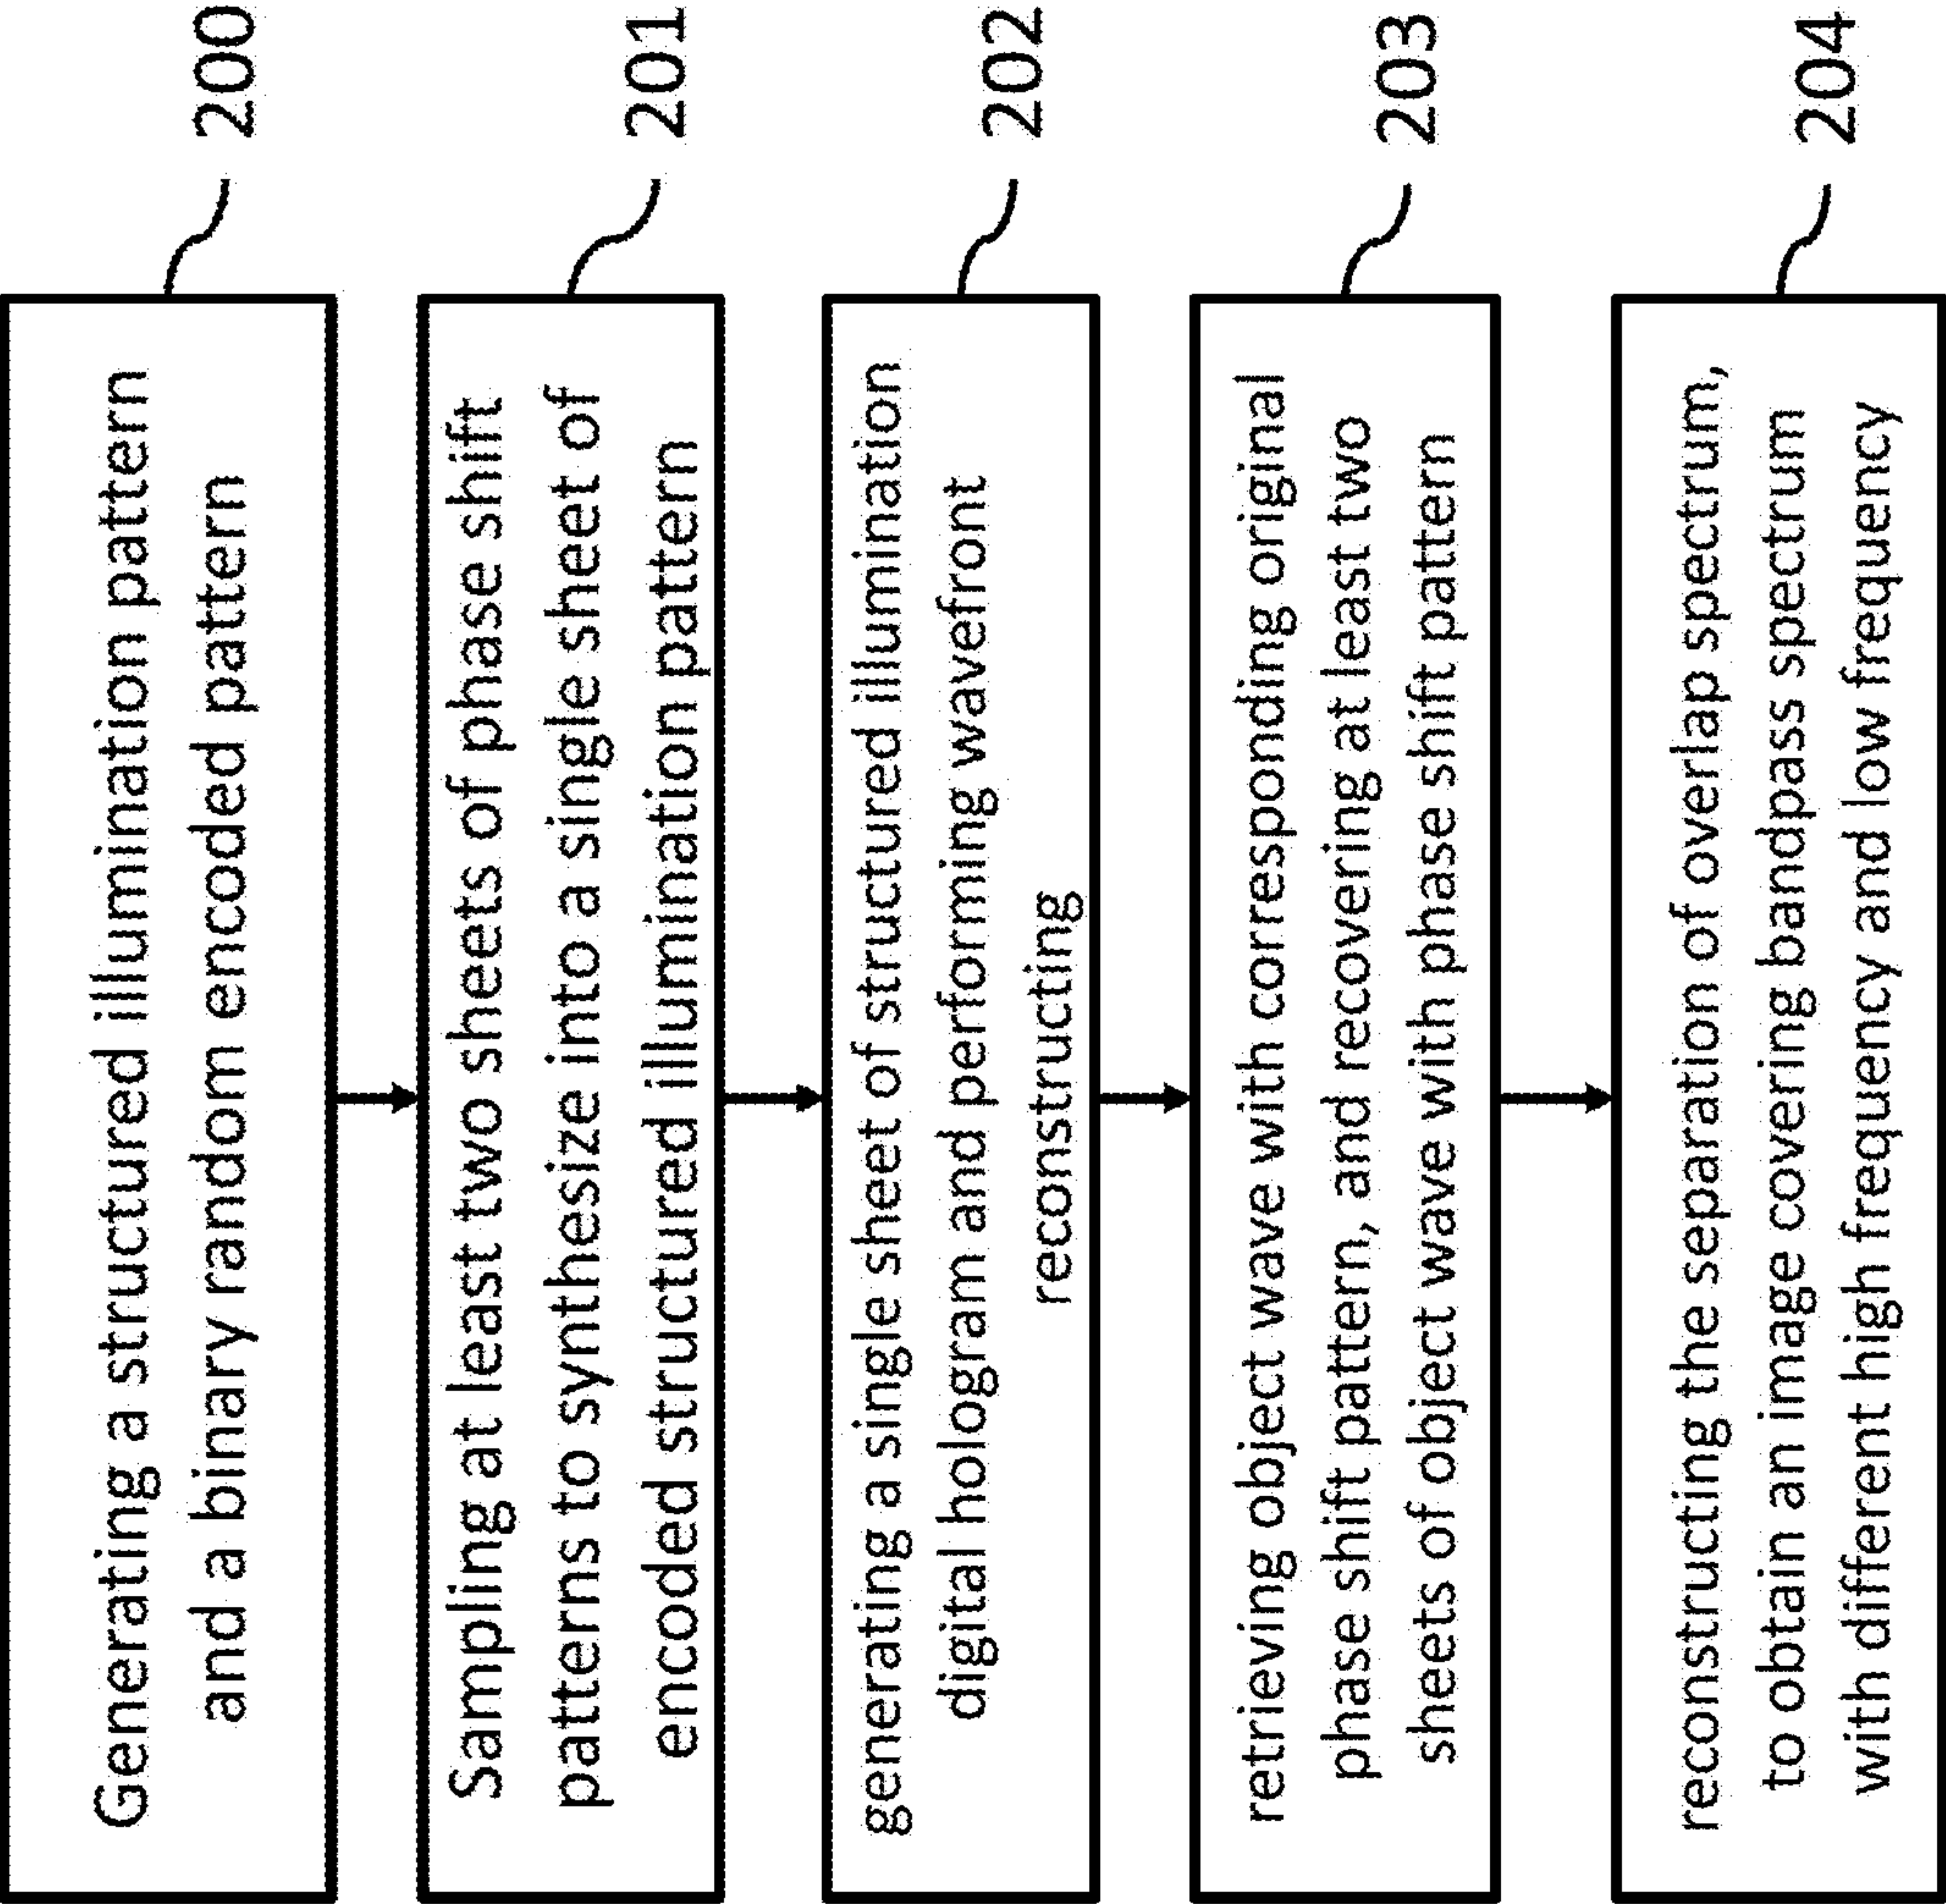 Generating a structured illumination pattern
and a binary random encoded pattern
200
Sampling at least two sheets of phase shift
patterns to synthesize into a single sheet of
encoded structured illumination pattern
201
generating a single sheet of structured illumination
digital hologram and performing wavefront
reconstructing
202
retrieving object wave with corresponding original
phase shift pattern, and recovering at least two
sheets of object wave with phase shift pattern
203
reconstructing the separation of overlap spectrum,
to obtain an image covering bandpass spectrum
with different high frequency and low frequency
204